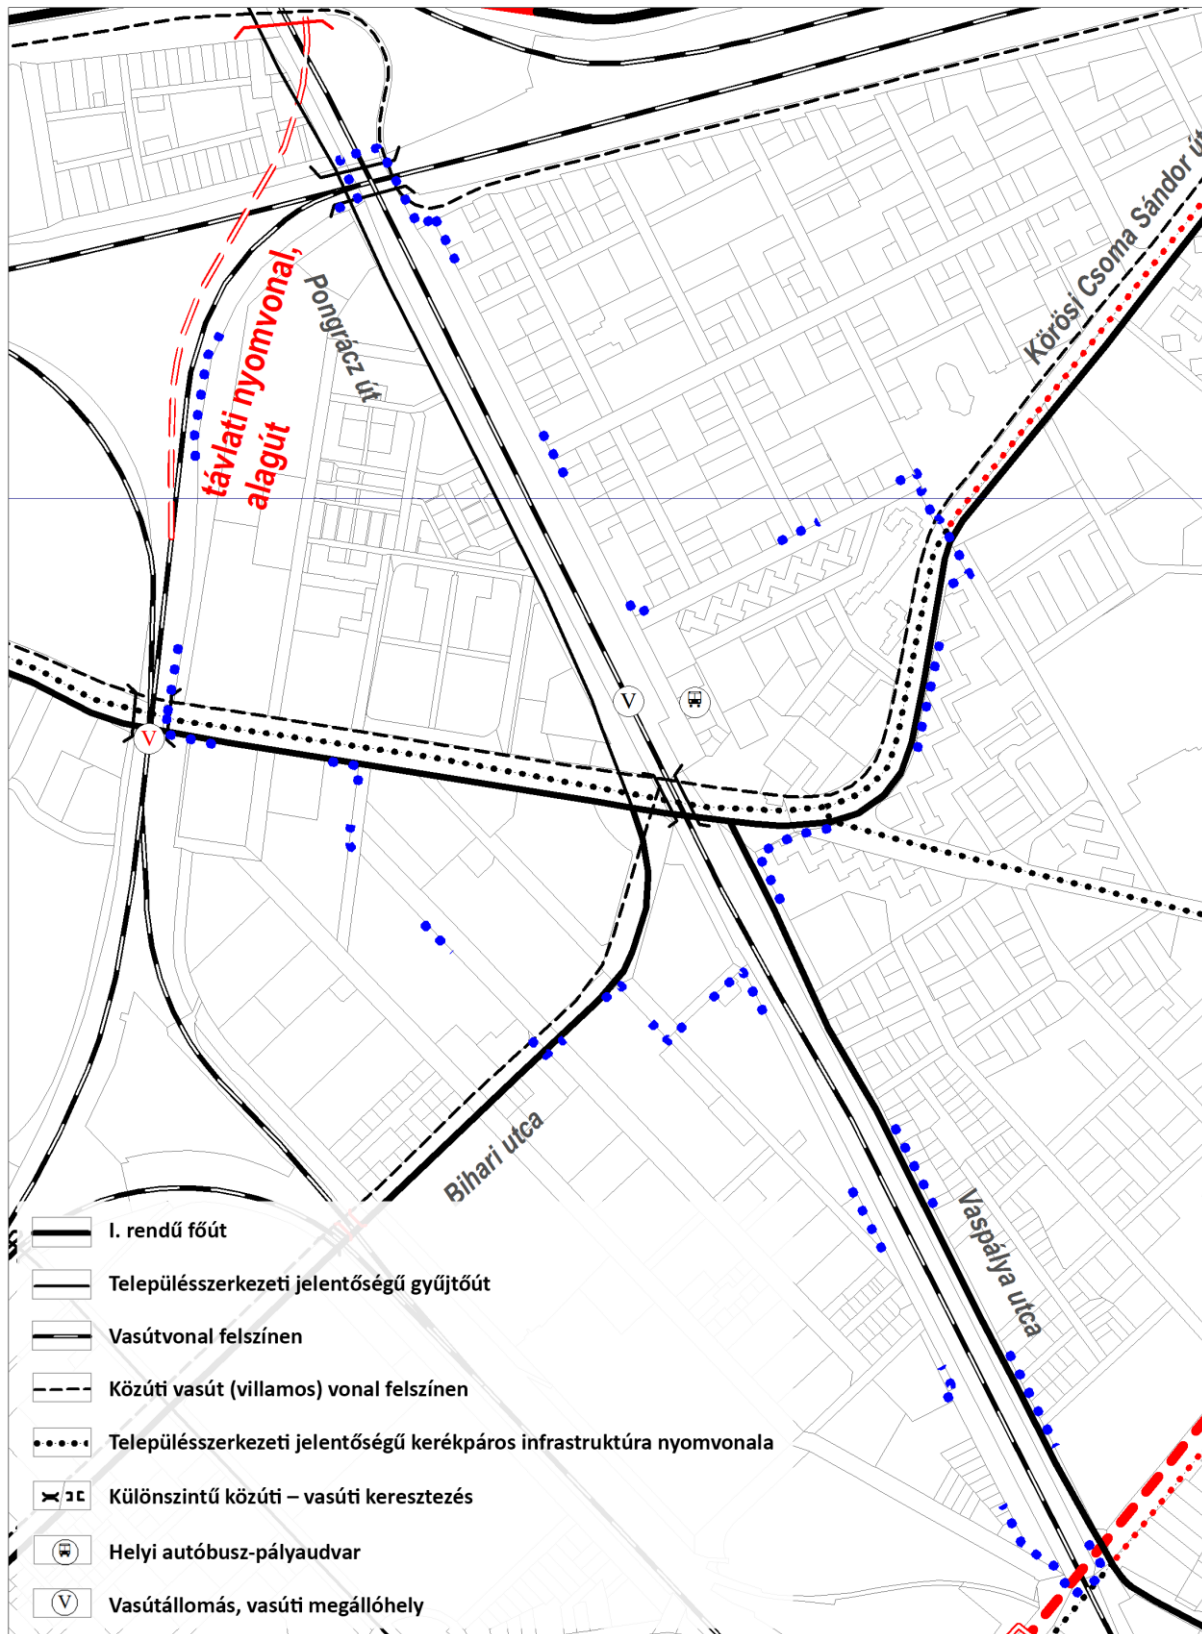 Kőrösi Csoma Sándor út
Pongrácz út
távlati nyomvonal,
alagút
V
V
Bihari utca
Vaspálya utca
I. rendű főút
Településszerkezeti jelentőségű gyűjtőút
Vasútvonal felszínen
Közúti vasút (villamos) vonal felszínen
Településszerkezeti jelentőségű kerékpáros infrastruktúra nyomvonala
Különszintű közúti – vasúti keresztezés
Helyi autóbusz-pályaudvar
V
Vasútállomás, vasúti megállóhely